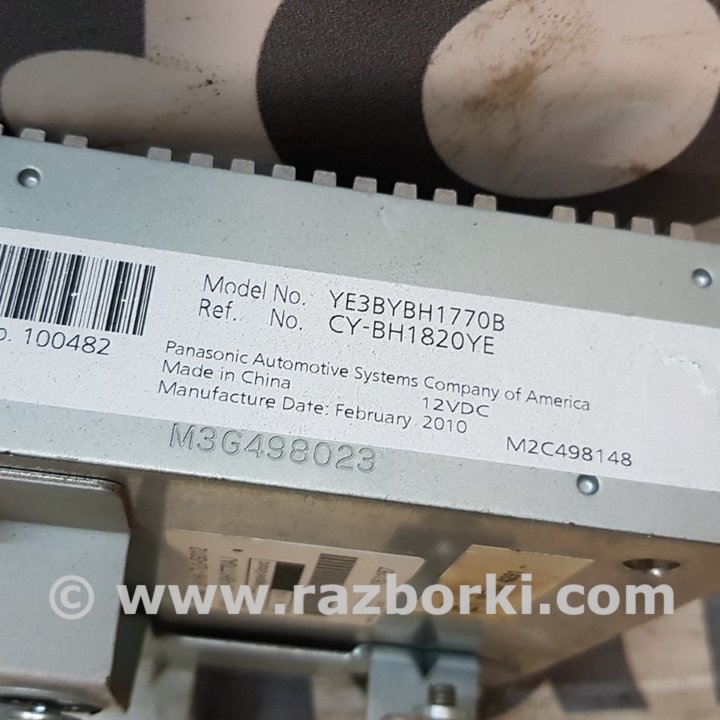 Model No. YE3BYBH1770B
Ref. No. CY-BH1820YE
o. 100482
Panasonic Automotive Systems Company of America
Made in China 12VDC
Manufacture Date: February 2010 M2C498148
M3G498023
© www.razborki.com